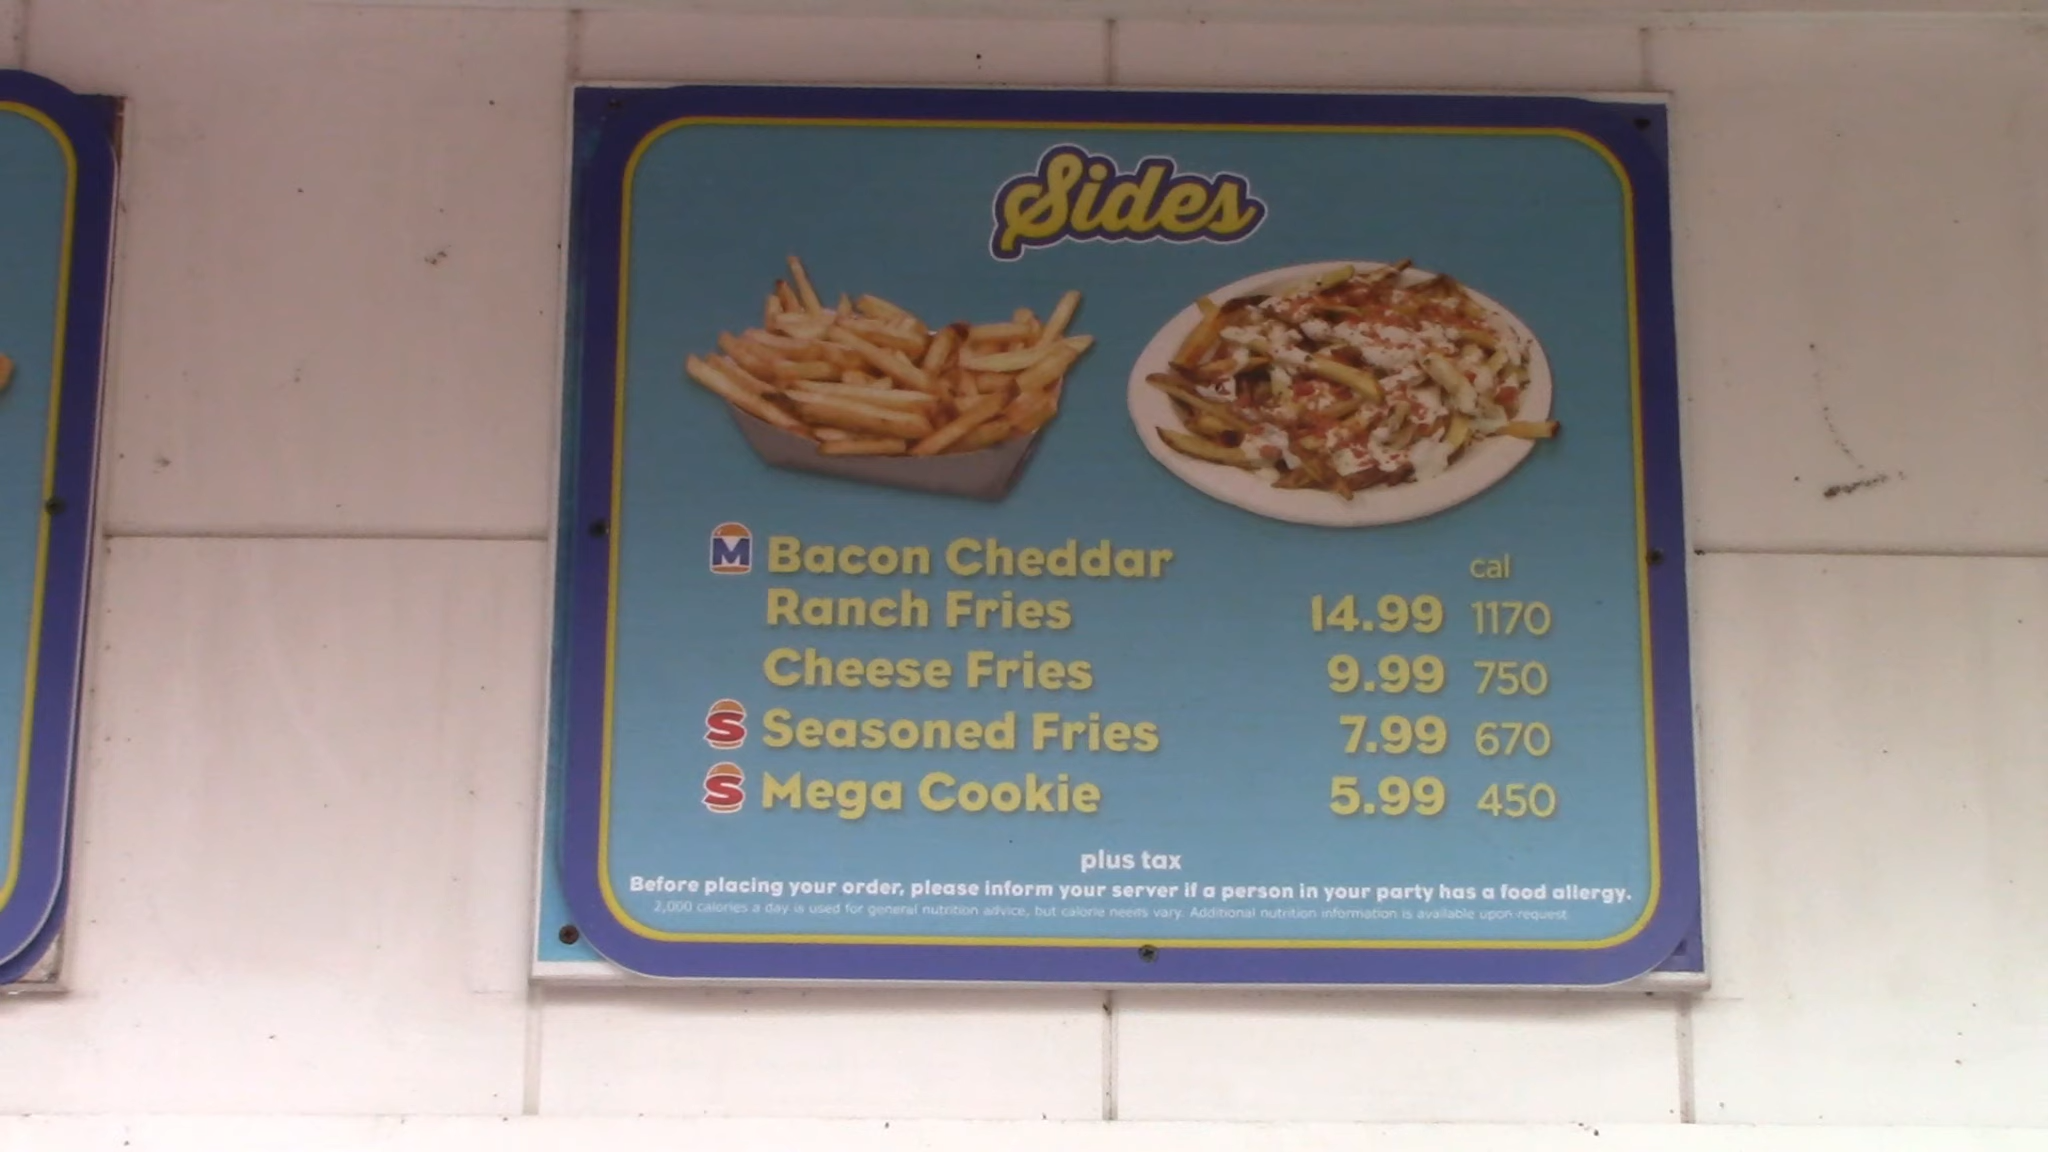 Sides
M Bacon Cheddar cal
Ranch Fries 14.99 1170
Cheese Fries 9.99 750
S Seasoned Fries 7.99 670
S Mega Cookie 5.99 450
plus tax
Before placing your order, please inform your server if a person in your party has a food allergy.
2,000 calories a day is used for general nutrition advice, but calorie needs vary. Additional nutrition information is available upon request.